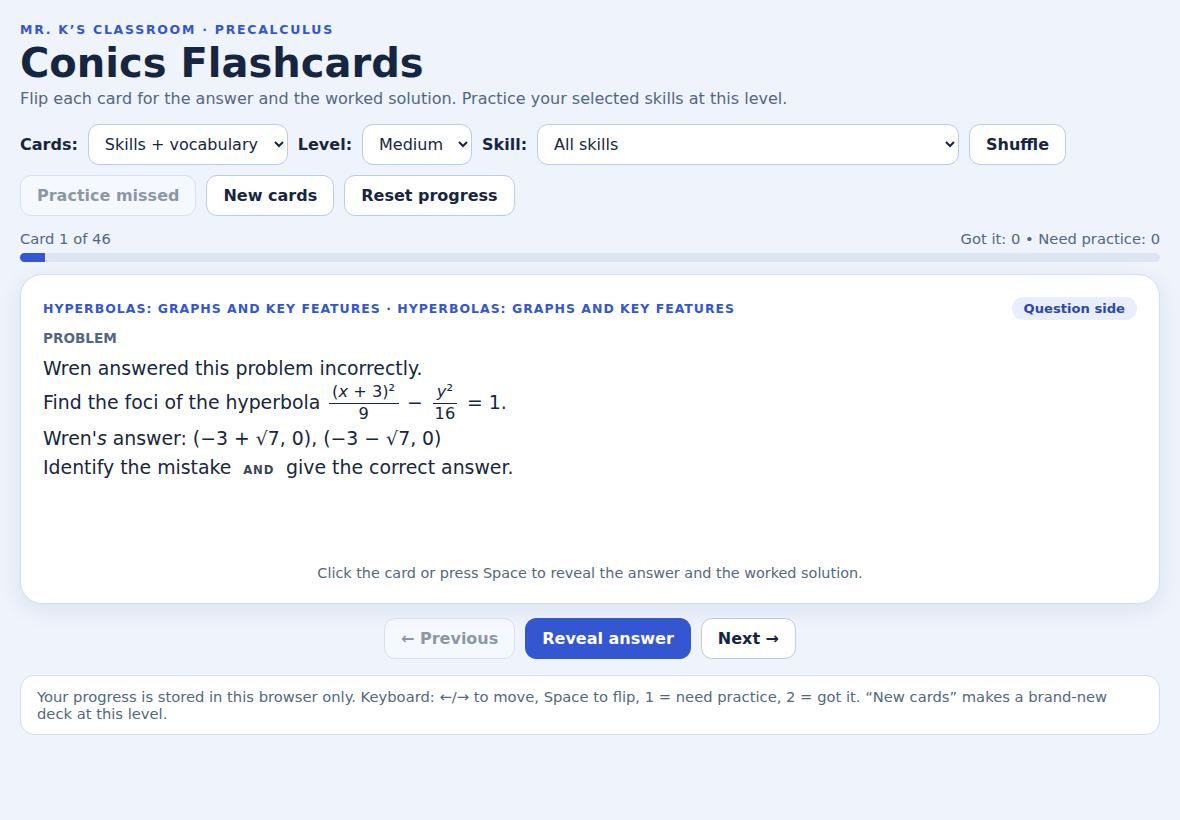 MR. K’S CLASSROOM · PRECALCULUS
Conics Flashcards
Flip each card for the answer and the worked solution. Practice your selected skills at this level.
Cards: Skills + vocabulary Level: Medium Skill: All skills Shuffle
Practice missed New cards Reset progress
Card 1 of 46 Got it: 0 • Need practice: 0
HYPERBOLAS: GRAPHS AND KEY FEATURES · HYPERBOLAS: GRAPHS AND KEY FEATURES Question side
PROBLEM
Wren answered this problem incorrectly.
Find the foci of the hyperbola (x + 3)²/9 − y²/16 = 1.
Wren's answer: (−3 + √7, 0), (−3 − √7, 0)
Identify the mistake AND give the correct answer.
Click the card or press Space to reveal the answer and the worked solution.
← Previous Reveal answer Next →
Your progress is stored in this browser only. Keyboard: ←/→ to move, Space to flip, 1 = need practice, 2 = got it. “New cards” makes a brand-new
deck at this level.